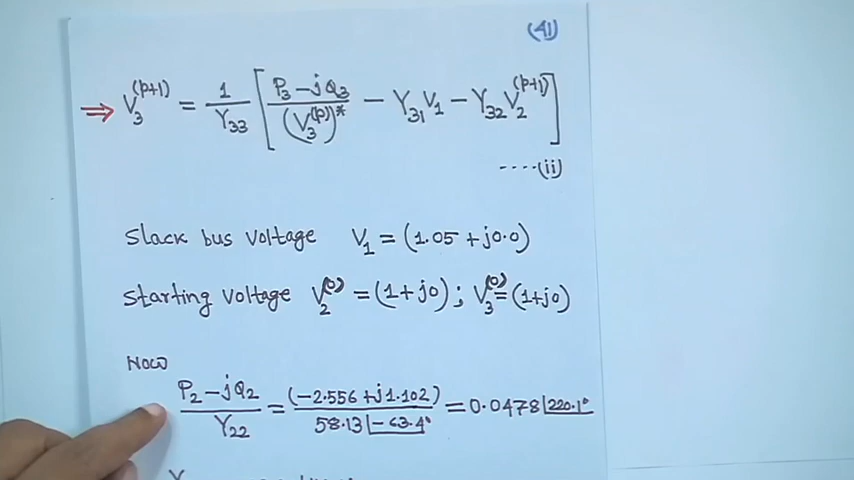 (41)
⇒ V₃^(p+1) = 1/Y₃₃ [ (P₃ – jQ₃)/(V₃^(p))* – Y₃₁V₁ – Y₃₂V₂^(p+1) ]
----(ii)
Slack bus voltage V₁ = (1.05 + j0.0)
Starting voltage V₂^(0) = (1+j0) ; V₃^(0) = (1+j0)
Now
(P₂ – jQ₂)/Y₂₂ = (-2.556 + j1.102)/(58.13∠-63.4°) = 0.0478∠220.1°